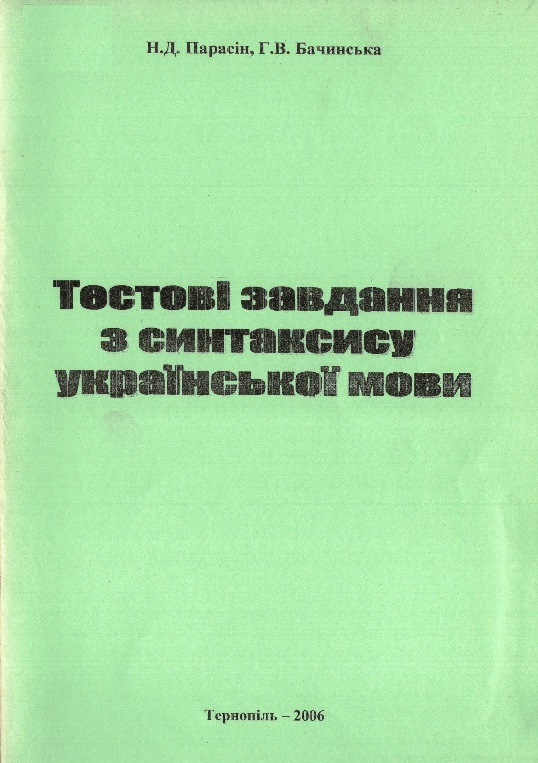 Н.Д. Парасін, Г.В. Бачинська
Тестові завдання
з синтаксису
української мови
Тернопіль – 2006